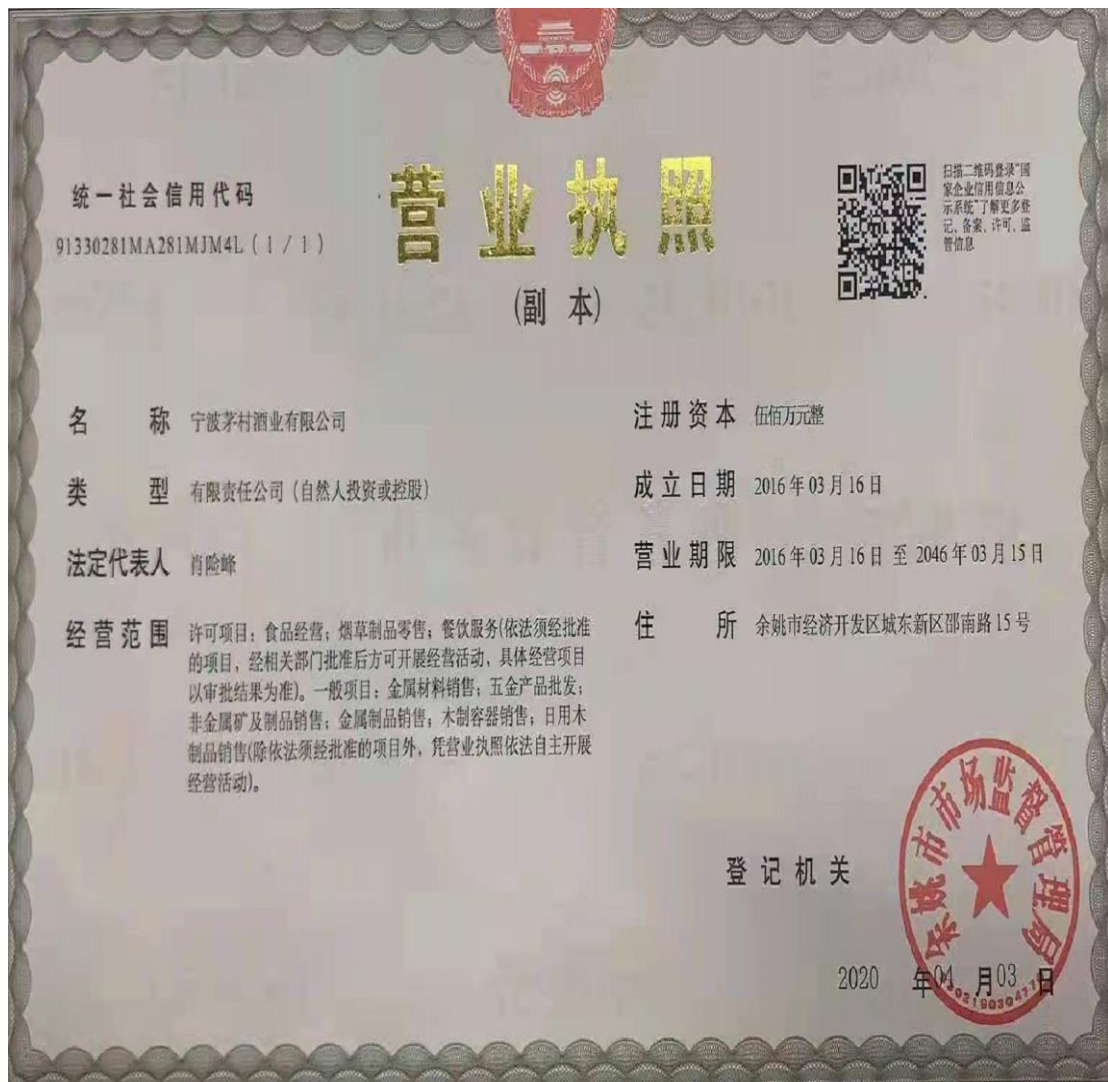 统一社会信用代码
91330281MA281MJM4L(1/1)
营业执照
(副本)
扫描二维码登录“国
家企业信用信息公
示系统”了解更多登
记、备案、许可、监
管信息
名称 宁波茅村酒业有限公司
类型 有限责任公司(自然人投资或控股)
法定代表人 肖险峰
经营范围 许可项目:食品经营;烟草制品零售;餐饮服务(依法须经批准
的项目,经相关部门批准后方可开展经营活动,具体经营项目
以审批结果为准)。一般项目:金属材料销售;五金产品批发;
非金属矿及制品销售;金属制品销售;木制容器销售;日用木
制品销售(除依法须经批准的项目外,凭营业执照依法自主开展
经营活动)。
注册资本 伍佰万元整
成立日期 2016年03月16日
营业期限 2016年03月16日至2046年03月15日
住所 余姚市经济开发区城东新区邵南路15号
登记机关
余姚市市场监督管理局
2020年04月03日